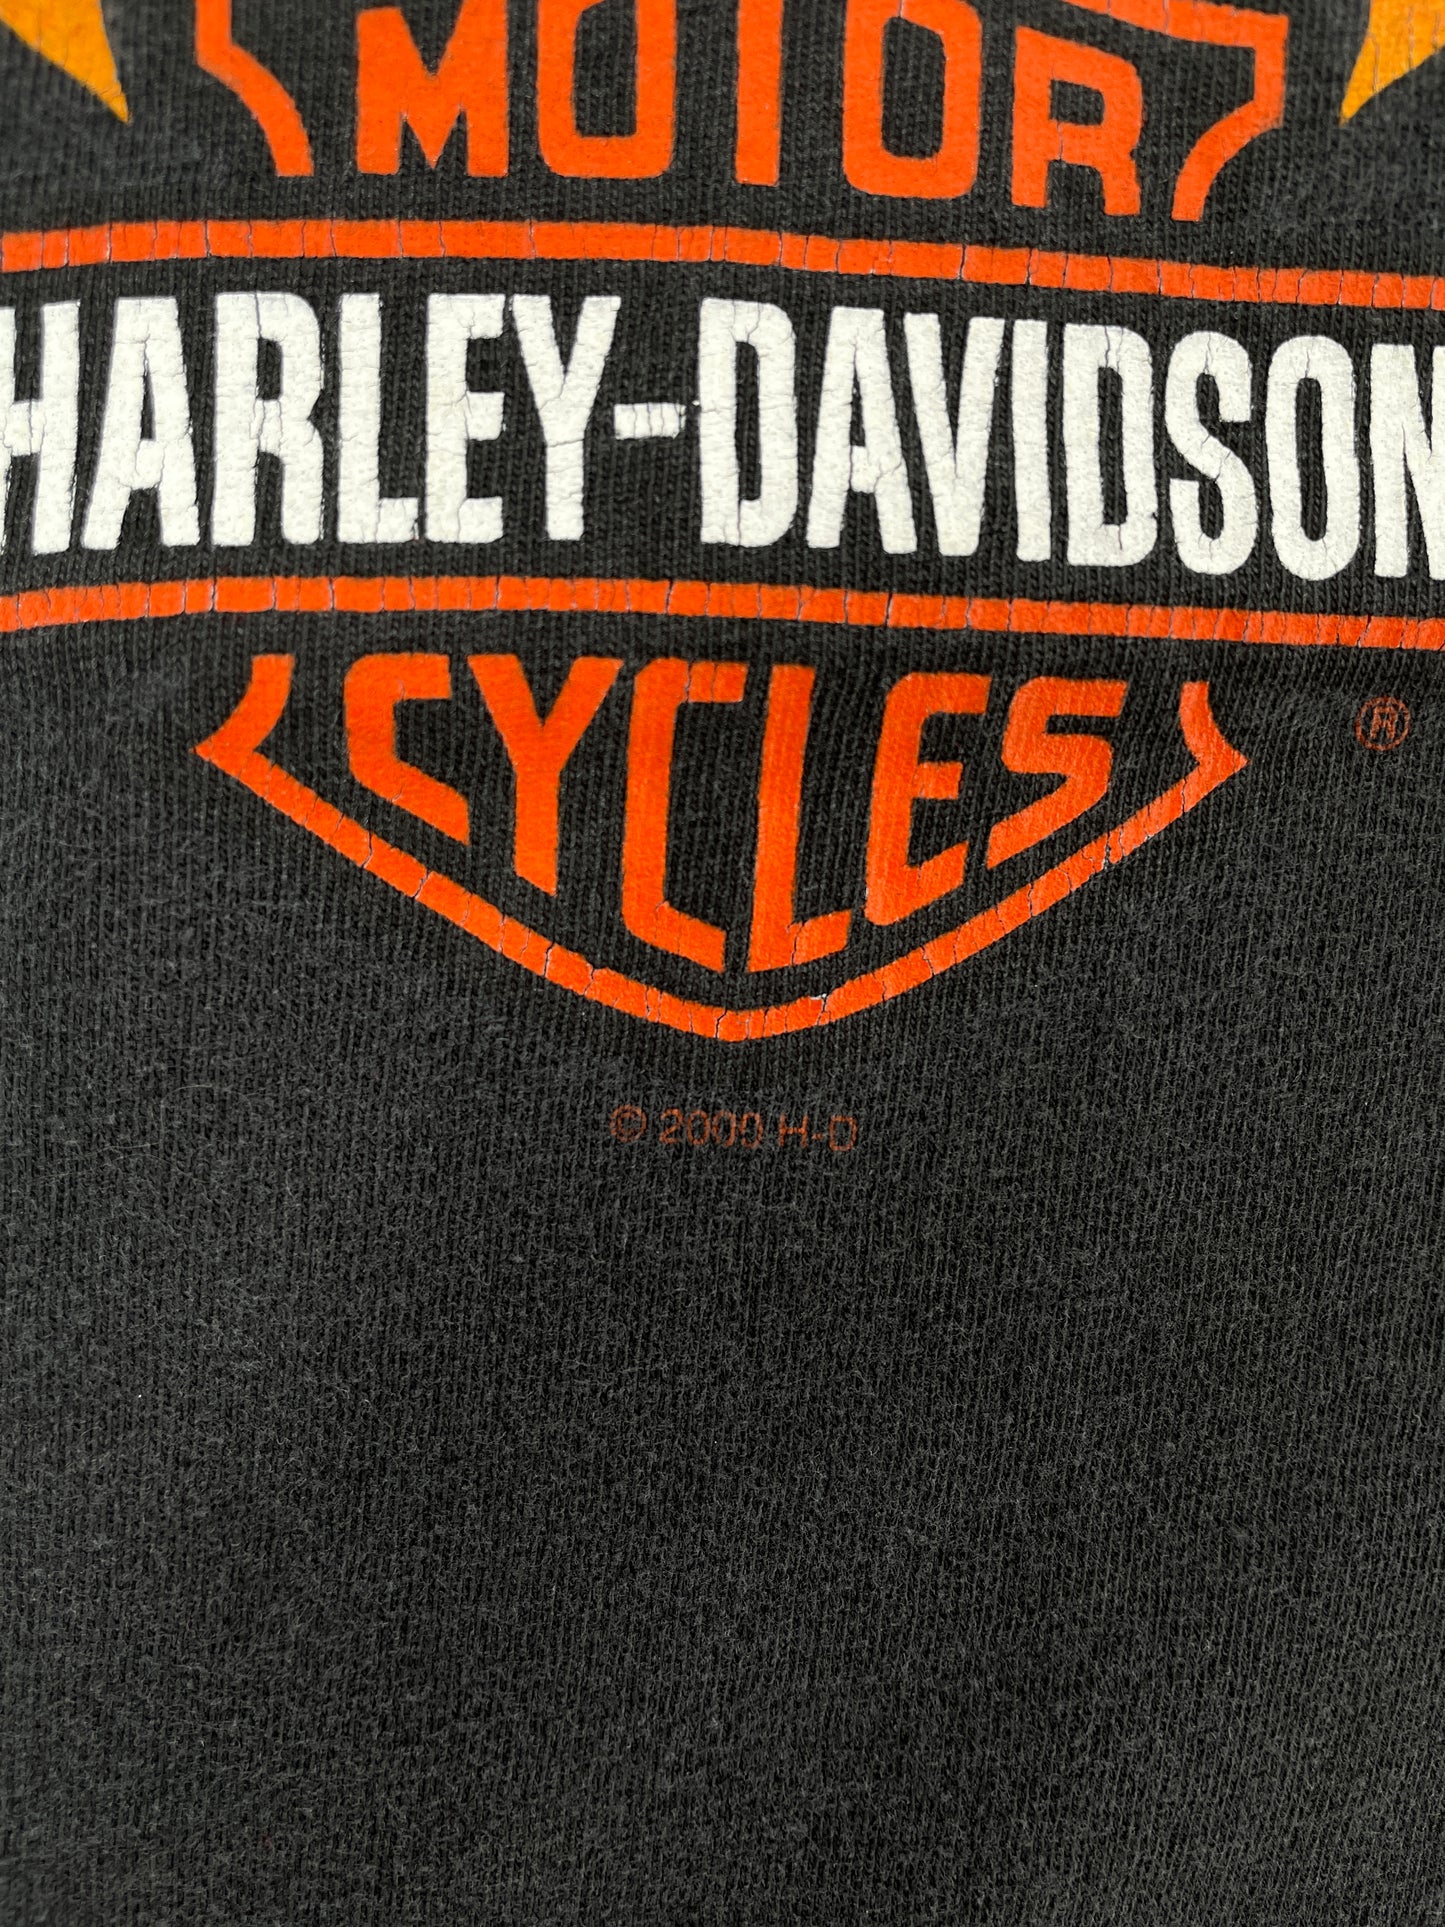 MOTOR
HARLEY-DAVIDSON
CYCLES
®
© 2000 H-D